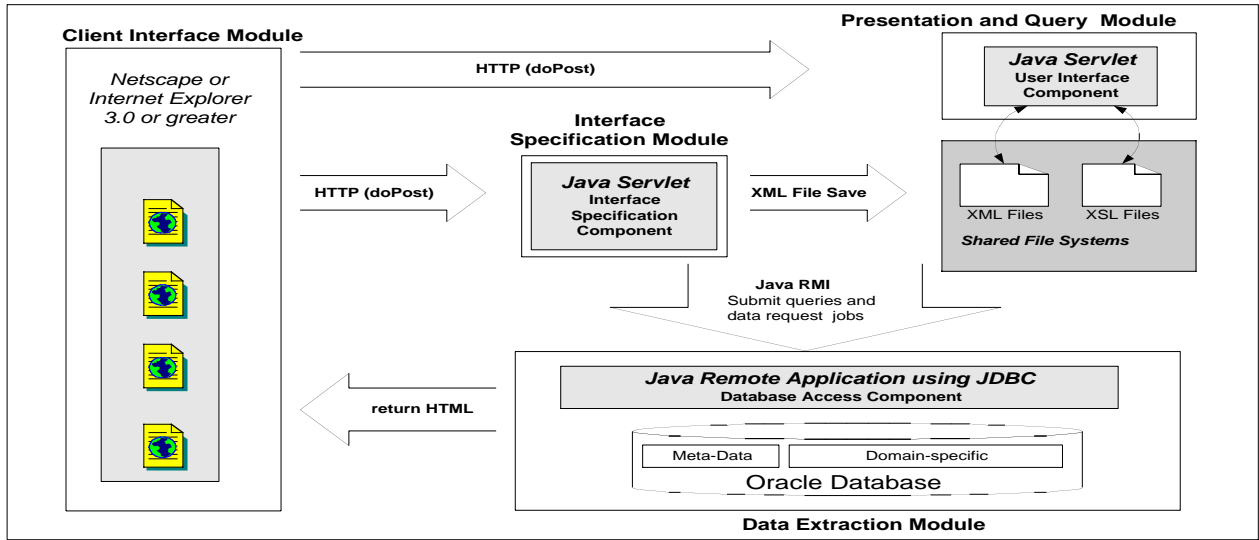 Presentation and Query Module
Client Interface Module
Netscape or
Internet Explorer
3.0 or greater
HTTP (doPost)
Java Servlet
User Interface
Component
Interface
Specification Module
HTTP (doPost)
Java Servlet
Interface
Specification
Component
XML File Save
XML Files
XSL Files
Shared File Systems
Java RMI
Submit queries and
data request jobs
return HTML
Java Remote Application using JDBC
Database Access Component
Meta-Data
Domain-specific
Oracle Database
Data Extraction Module